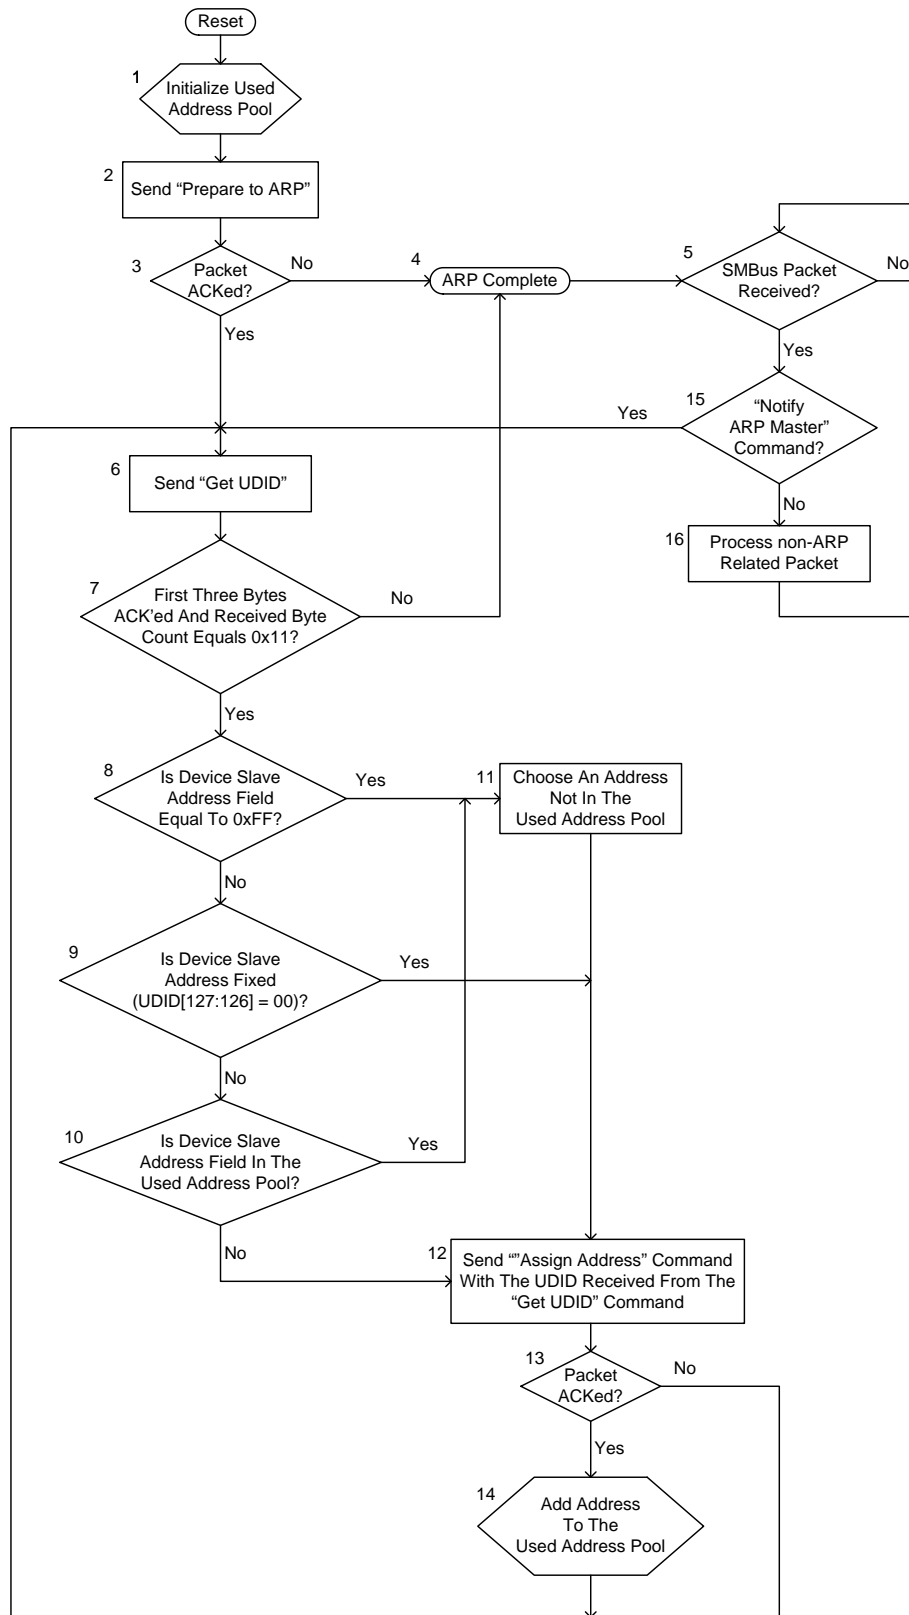 Reset
1
Initialize Used
Address Pool
2
Send “Prepare to ARP”
3
Packet
ACKed?
No
Yes
4
ARP Complete
5
SMBus Packet
Received?
No
Yes
15
“Notify
ARP Master”
Command?
Yes
No
16
Process non-ARP
Related Packet
6
Send “Get UDID”
7
First Three Bytes
ACK'ed And Received Byte
Count Equals 0x11?
No
Yes
8
Is Device Slave
Address Field
Equal To 0xFF?
Yes
No
11
Choose An Address
Not In The
Used Address Pool
9
Is Device Slave
Address Fixed
(UDID[127:126] = 00)?
Yes
No
10
Is Device Slave
Address Field In The
Used Address Pool?
Yes
No
12
Send “”Assign Address” Command
With The UDID Received From The
“Get UDID” Command
13
Packet
ACKed?
No
Yes
14
Add Address
To The
Used Address Pool